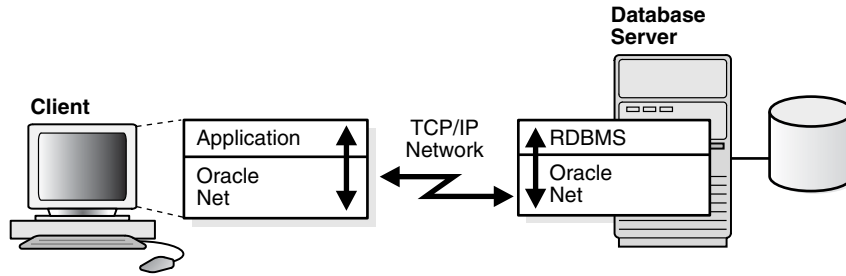 Database
Server
Client
TCP/IP
Network
Application
Oracle
Net
RDBMS
Oracle
Net